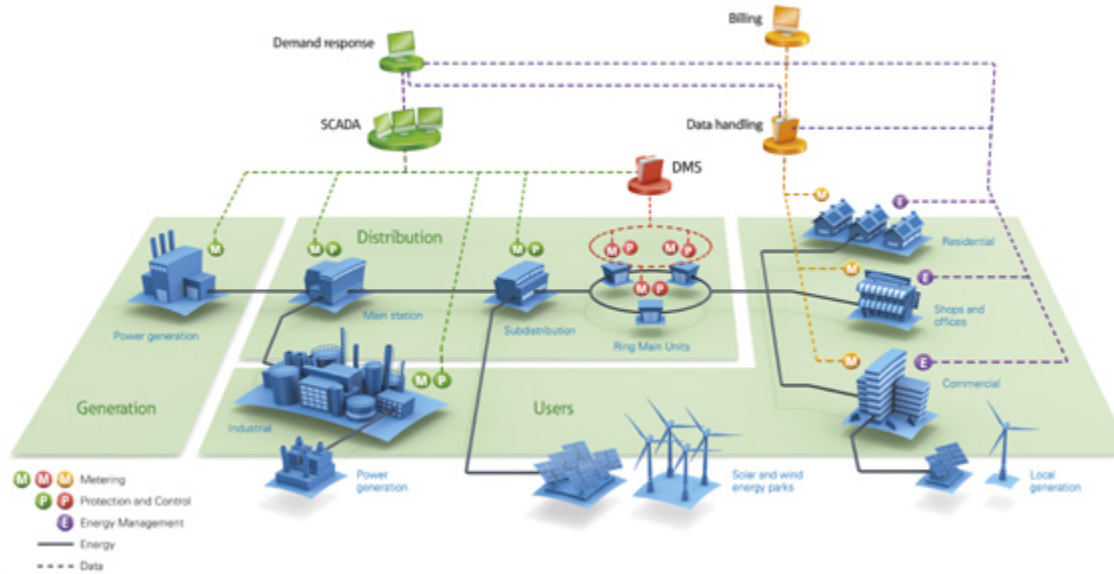 Demand response
Billing
SCADA
Data handling
DMS
M
E
M
M P
M P
Distribution
M P
M P
Residential
M
E
M P
Power generation
Main station
Subdistribution
Ring Main Units
Shops and
offices
M P
M
E
Generation
Users
Commercial
Industrial
Power
generation
Solar and wind
energy parks
Local
generation
M M M Metering
P P Protection and Control
E Energy Management
Energy
Data